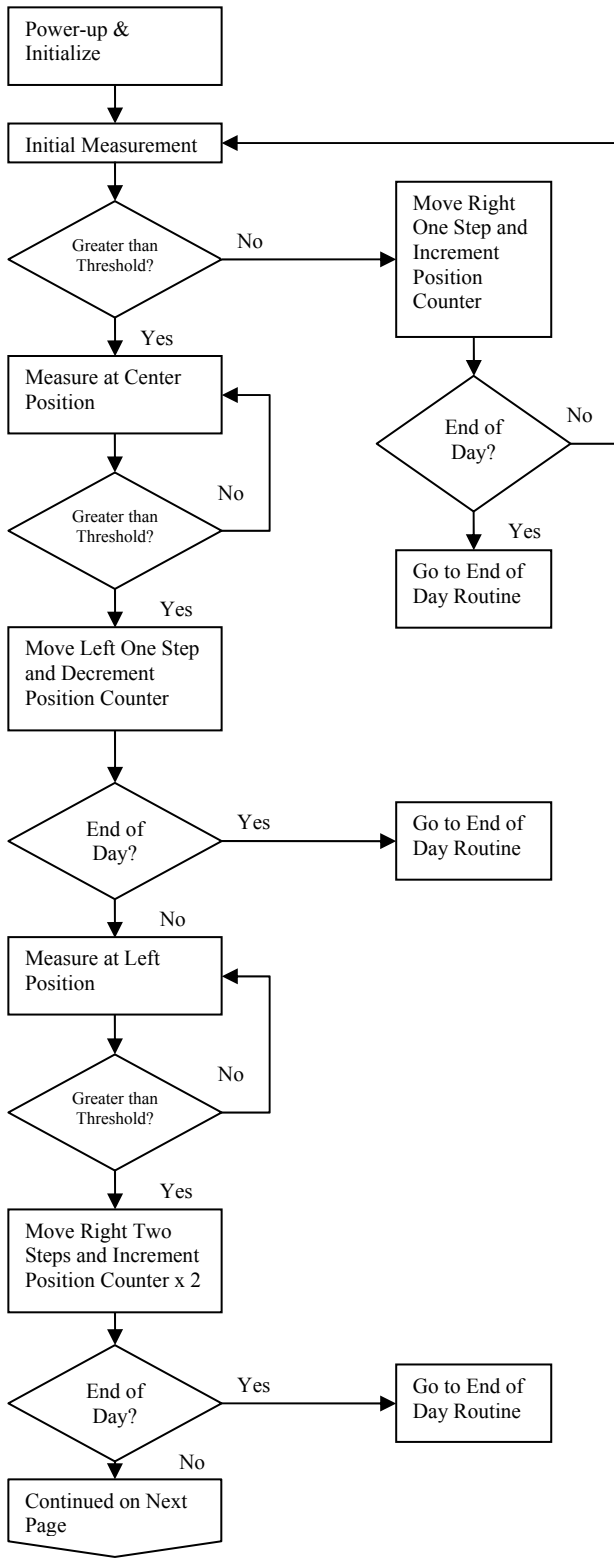 Power-up &
Initialize
Initial Measurement
Greater than
Threshold?
No
Move Right
One Step and
Increment
Position
Counter
Yes
End of
Day?
No
Yes
Go to End of
Day Routine
Measure at Center
Position
Greater than
Threshold?
No
Yes
Move Left One Step
and Decrement
Position Counter
End of
Day?
Yes
Go to End of
Day Routine
No
Measure at Left
Position
Greater than
Threshold?
No
Yes
Move Right Two
Steps and Increment
Position Counter x 2
End of
Day?
Yes
Go to End of
Day Routine
No
Continued on Next
Page